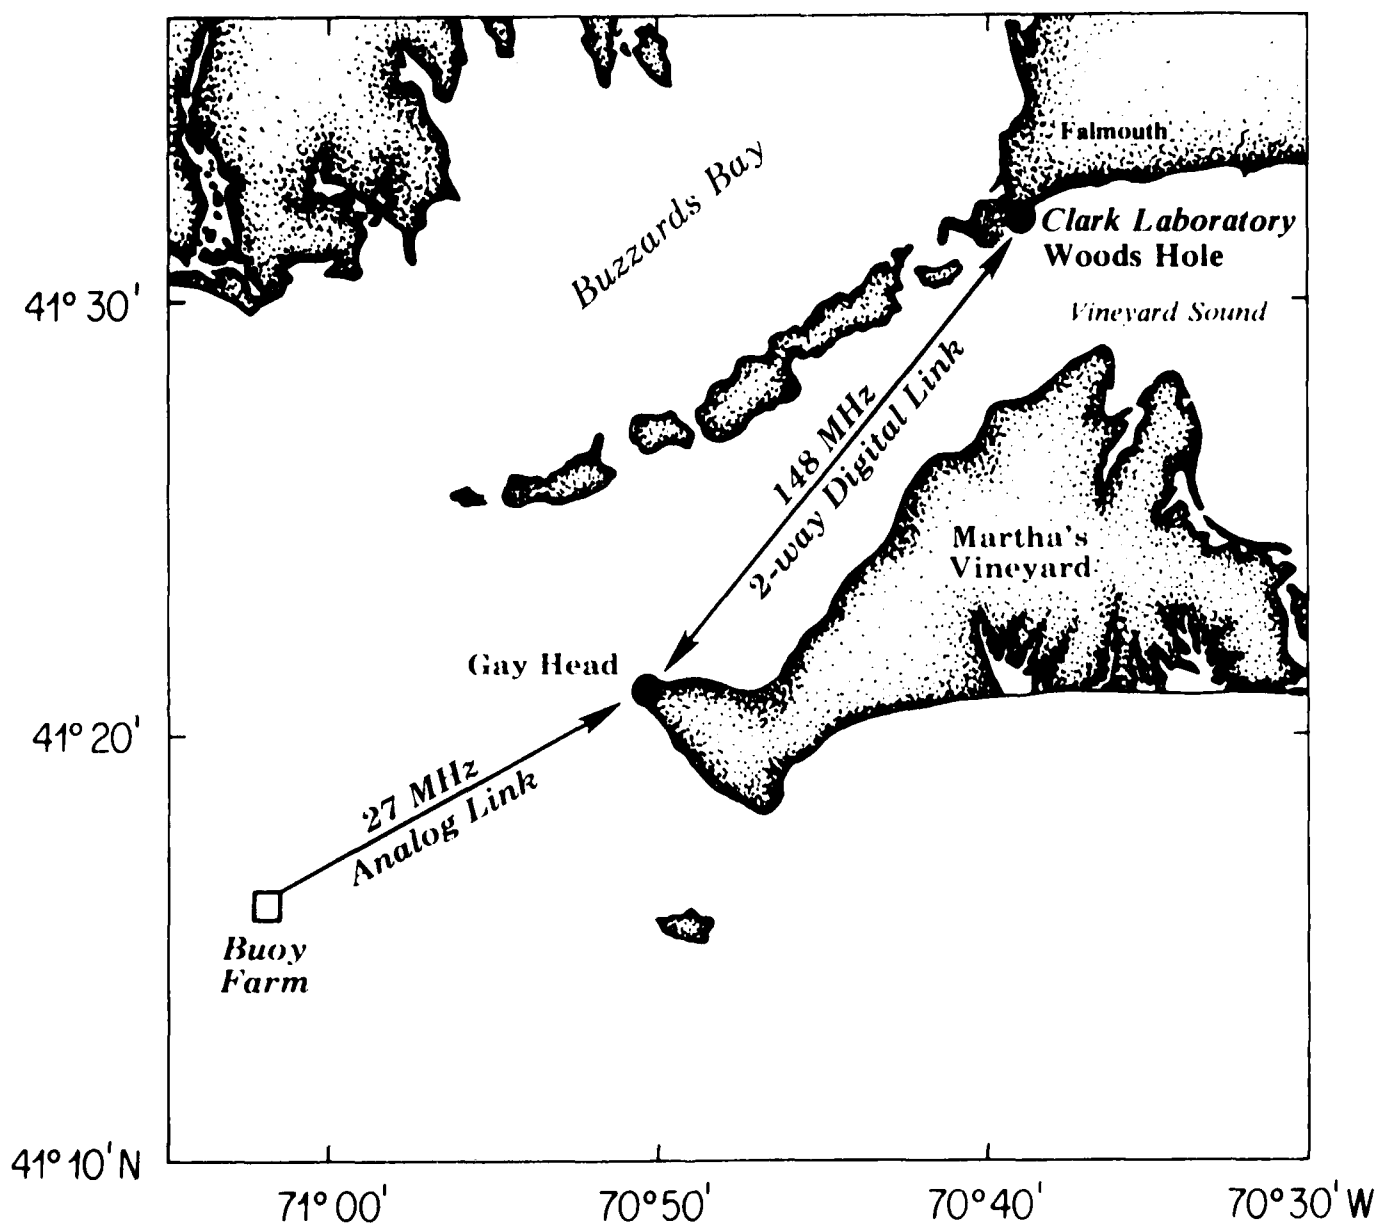 Falmouth
Buzzards Bay
Clark Laboratory
Woods Hole
41° 30'
Vineyard Sound
148 MHz
2-way Digital Link
Martha's
Vineyard
Gay Head
41° 20'
27 MHz
Analog Link
Buoy
Farm
41° 10' N
71° 00'
70° 50'
70° 40'
70° 30' W